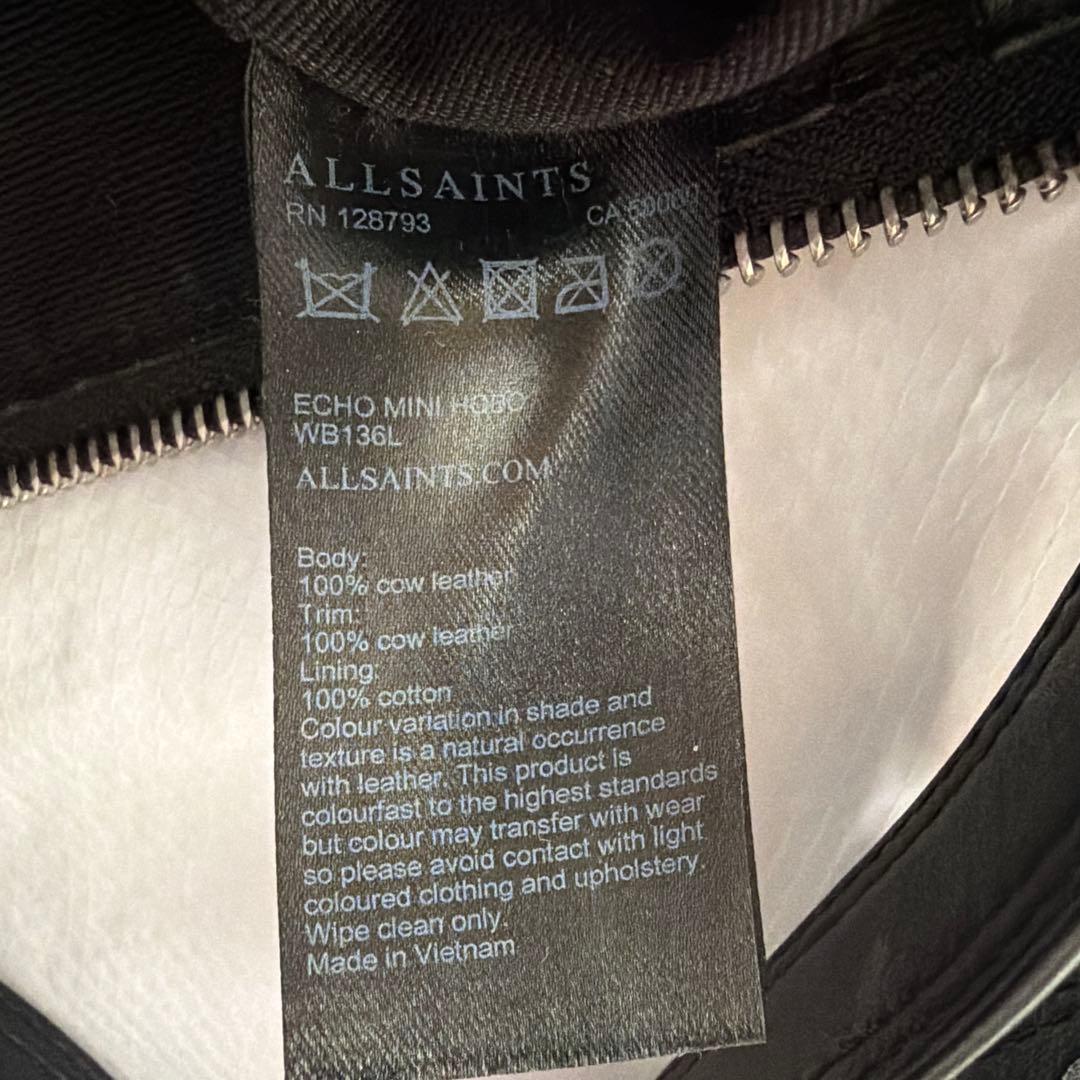 ALLSAINTS
RN 128793 CA
ECHO MINI HOBO
WB136L
ALLSAINTS.COM
Body:
100% cow leather
Trim:
100% cow leather
Lining:
100% cotton
Colour variation in shade and
texture is a natural occurrence
with leather. This product is
colourfast to the highest standards
but colour may transfer with wear
so please avoid contact with light
coloured clothing and upholstery.
Wipe clean only.
Made in Vietnam